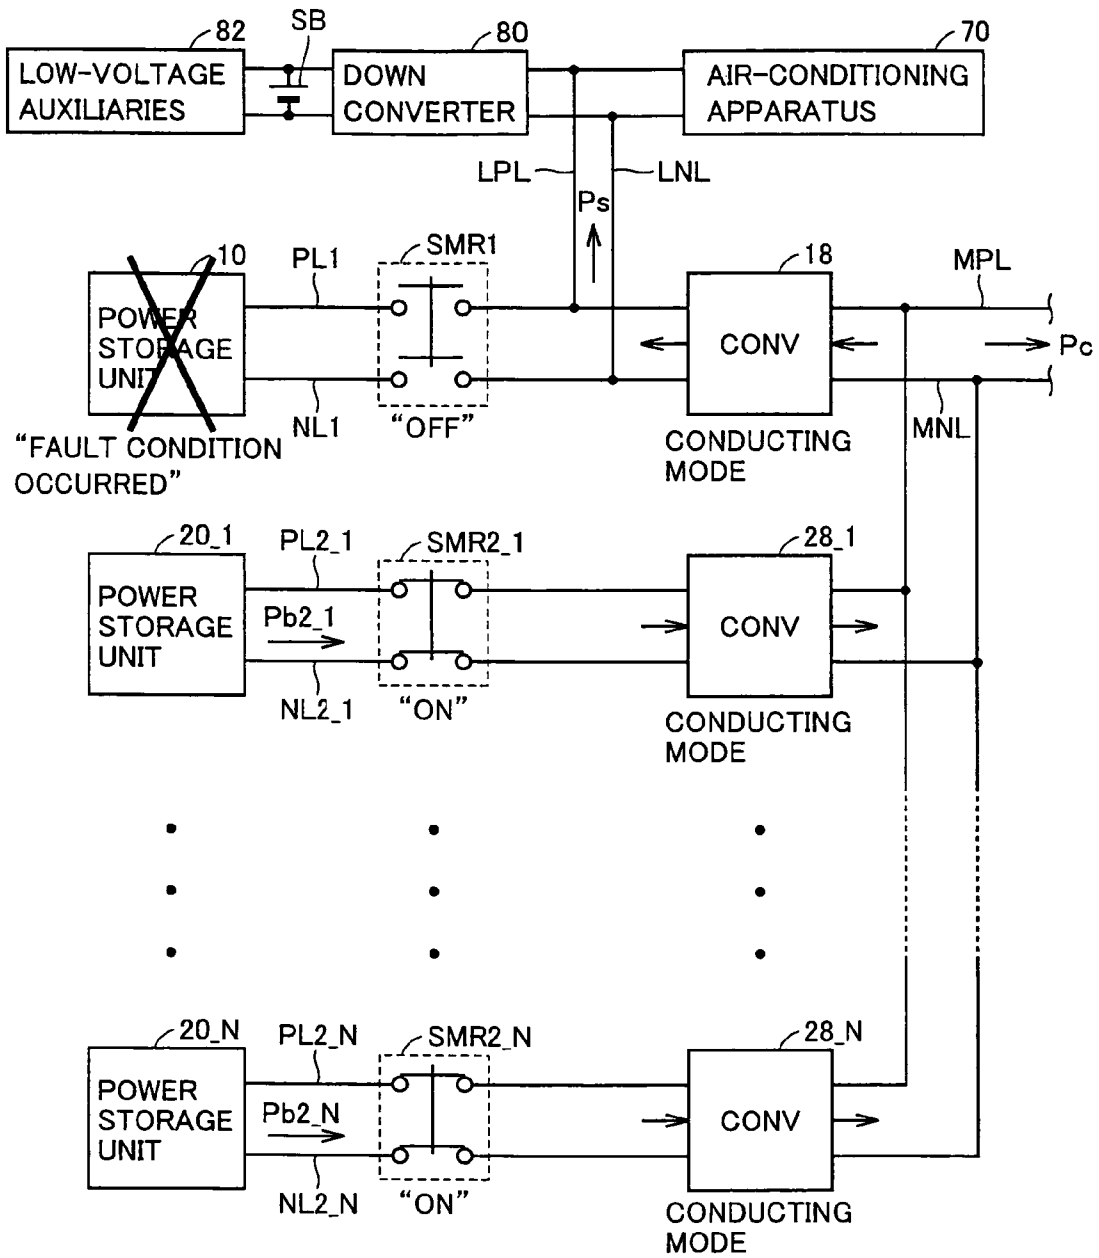 82
SB
80
70
LOW-VOLTAGE
AUXILIARIES
DOWN
CONVERTER
AIR-CONDITIONING
APPARATUS
LPL
LNL
Ps
10
PL1
SMR1
18
MPL
POWER
STORAGE
UNIT
CONV
Pc
NL1
"OFF"
MNL
"FAULT CONDITION
OCCURRED"
CONDUCTING
MODE
20_1
PL2_1
SMR2_1
28_1
POWER
STORAGE
UNIT
Pb2_1
CONV
NL2_1
"ON"
CONDUCTING
MODE
20_N
PL2_N
SMR2_N
28_N
POWER
STORAGE
UNIT
Pb2_N
CONV
NL2_N
"ON"
CONDUCTING
MODE